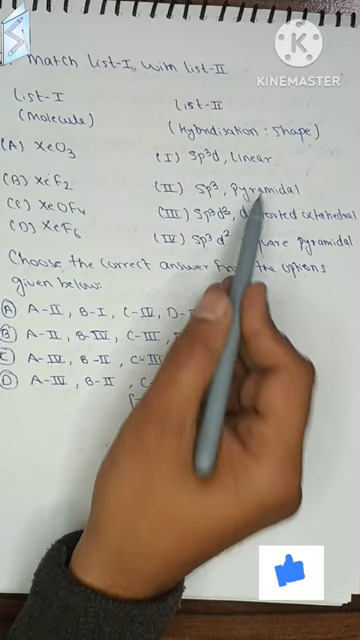 KINEMASTER
Match List-I, with List-II
List-I List-II
(Molecule) (Hybridisation : Shape)
(A) XeO3 (I) Sp³d, Linear
(B) XeF2 (II) Sp³, Pyramidal
(C) XeOF4 (III) Sp³d³, distorted octahedral
(D) XeF6 (IV) Sp³d² pyramidal
Choose the correct answer from the options
given below:
(A) A-II, B-I, C-IV,
(B) A-II, B-IV, C-III,
(C) A-IV, B-II, C-III
(D) A-IV, B-II,